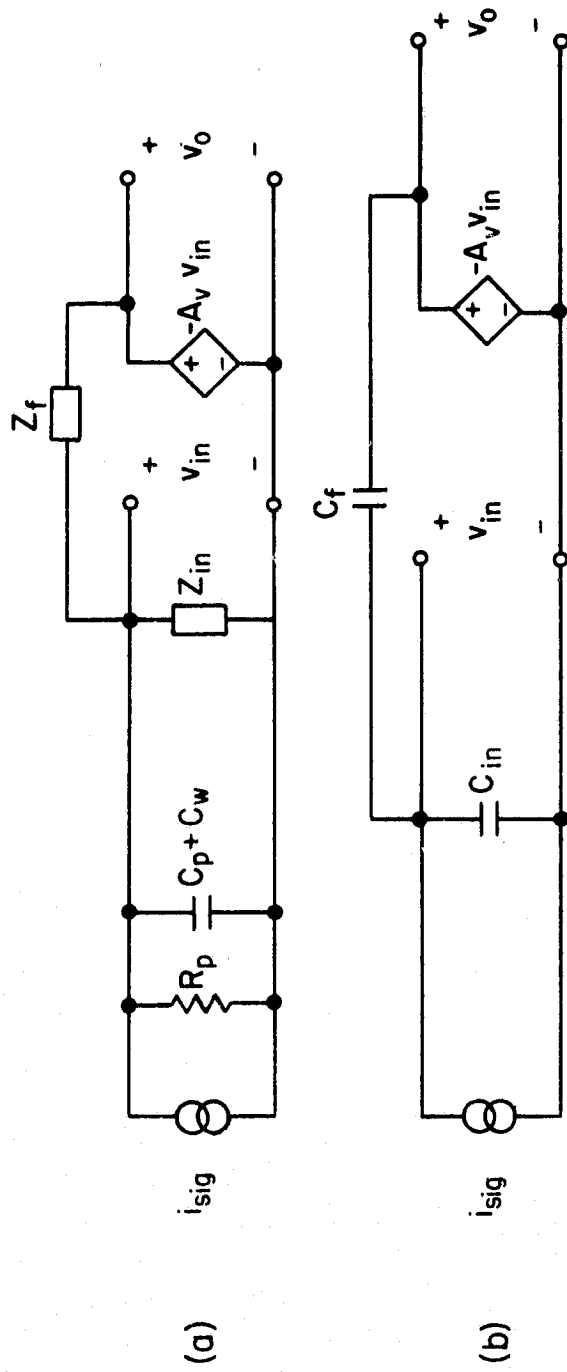 (a)
i_sig
R_p
C_p + C_w
Z_in
Z_f
+
v_in
-
+
-
-A_v v_in
+
v_o
-
(b)
i_sig
C_in
C_f
+
v_in
-
+
-
-A_v v_in
+
v_o
-